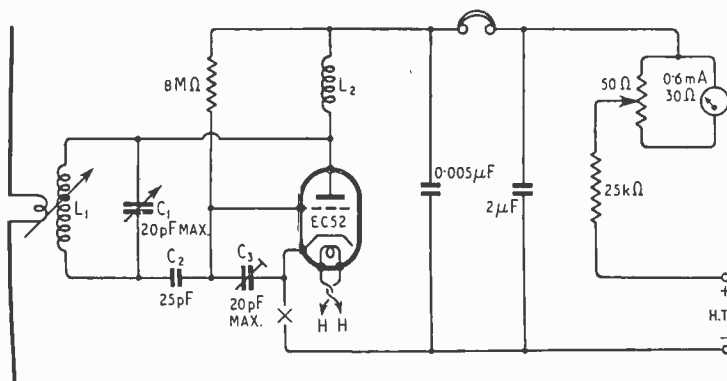 8MΩ
L₂
50Ω
0·6mA
30Ω
L₁
C₁
20pF MAX.
EC52
0·005μF
2μF
25kΩ
C₂
25pF
C₃
20pF
MAX.
H H
+
H.T
−